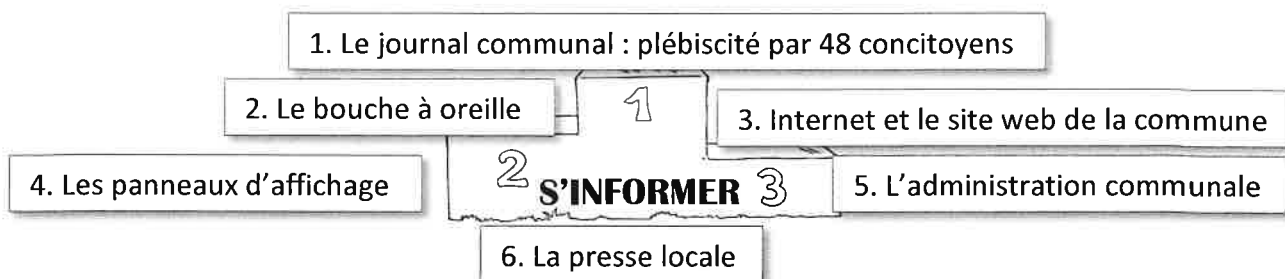 1. Le journal communal : plébiscité par 48 concitoyens
2. Le bouche à oreille
1
3. Internet et le site web de la commune
4. Les panneaux d'affichage
2
S'INFORMER
3
5. L'administration communale
6. La presse locale